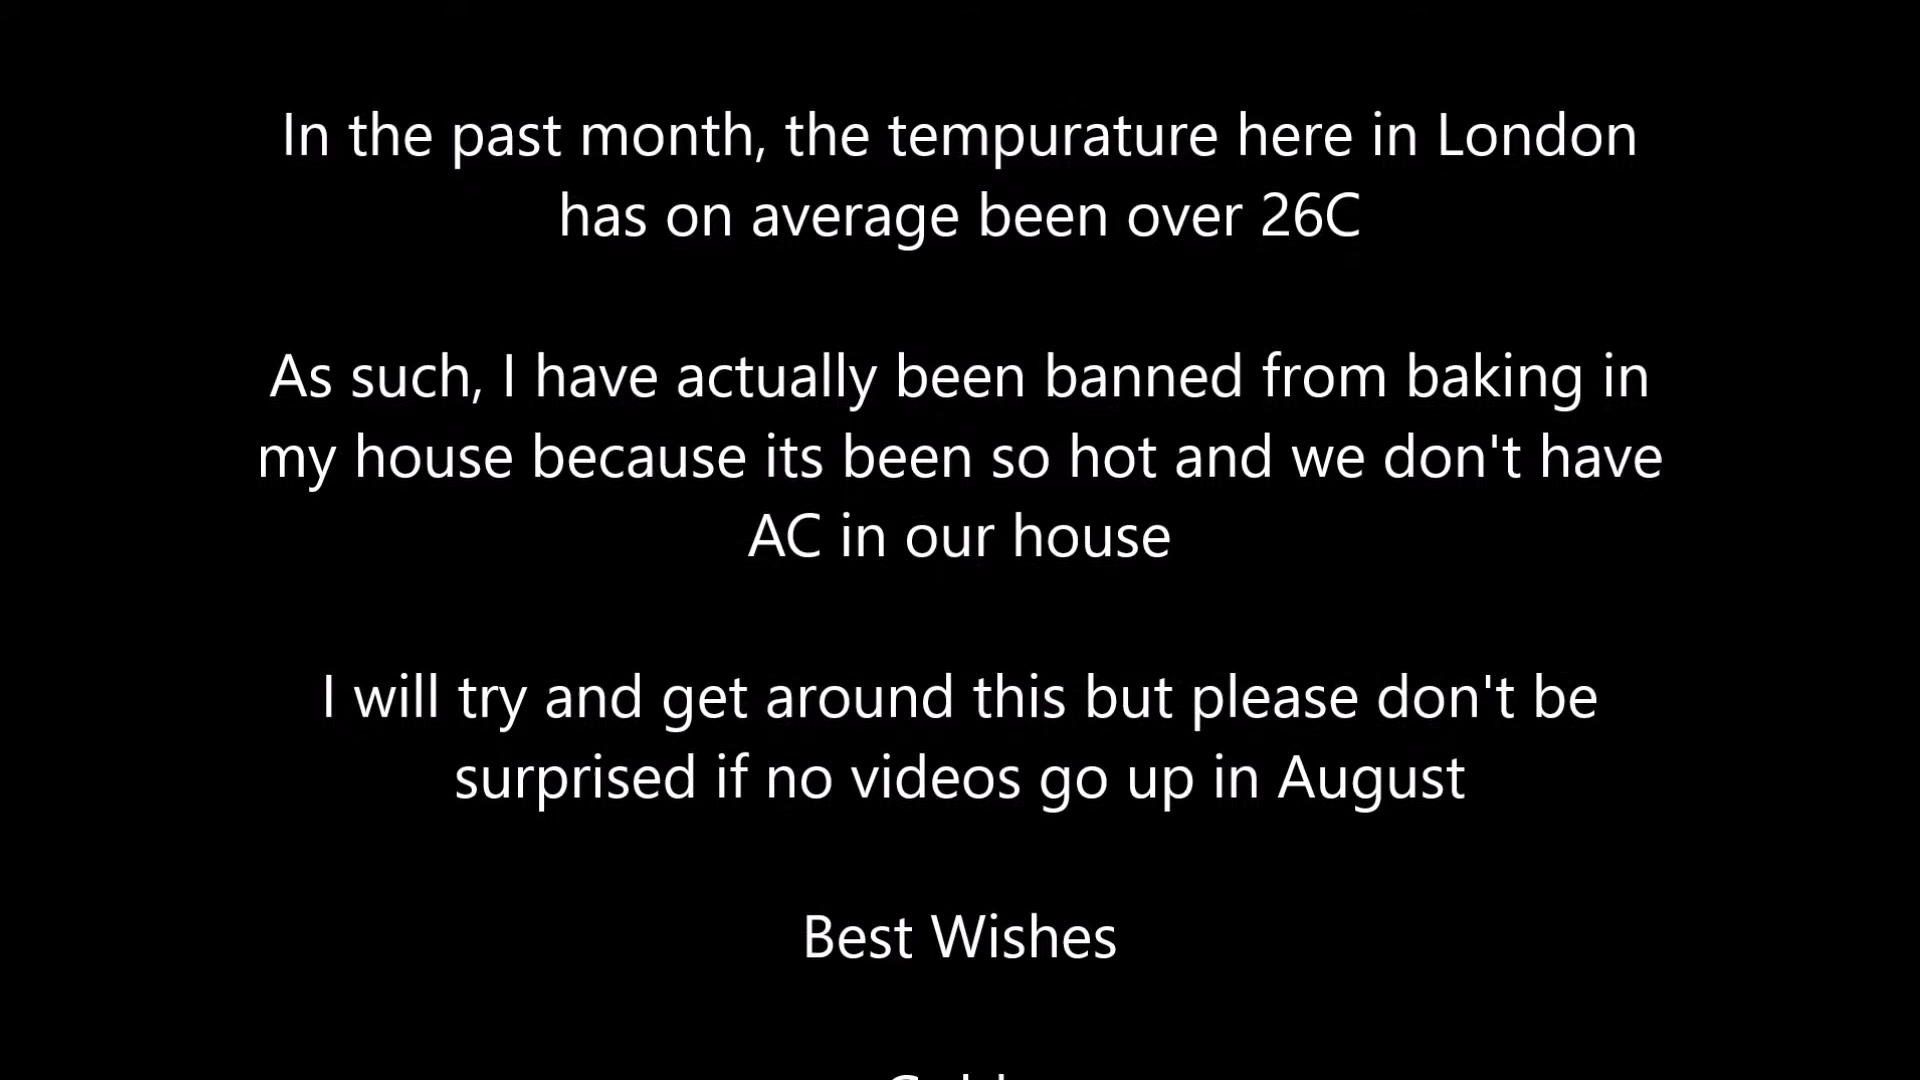 In the past month, the tempurature here in London
has on average been over 26C
As such, I have actually been banned from baking in
my house because its been so hot and we don't have
AC in our house
I will try and get around this but please don't be
surprised if no videos go up in August
Best Wishes